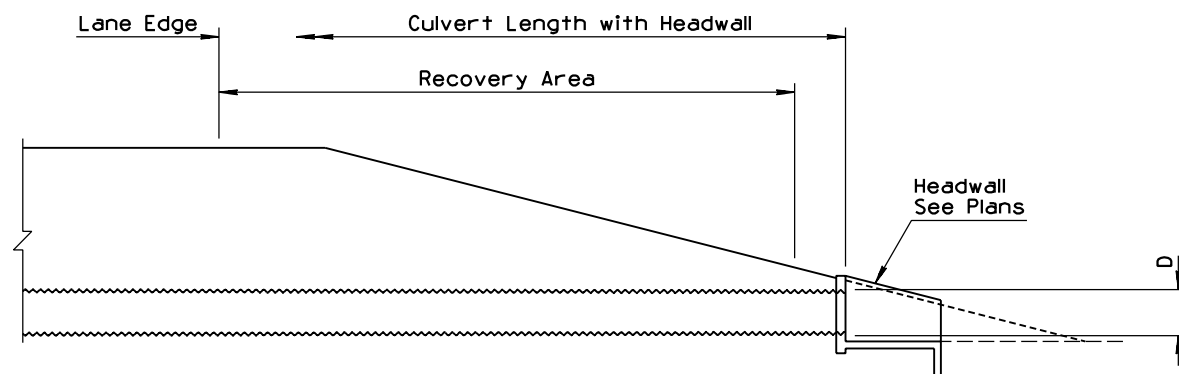 Lane Edge
Culvert Length with Headwall
Recovery Area
Headwall
See Plans
D